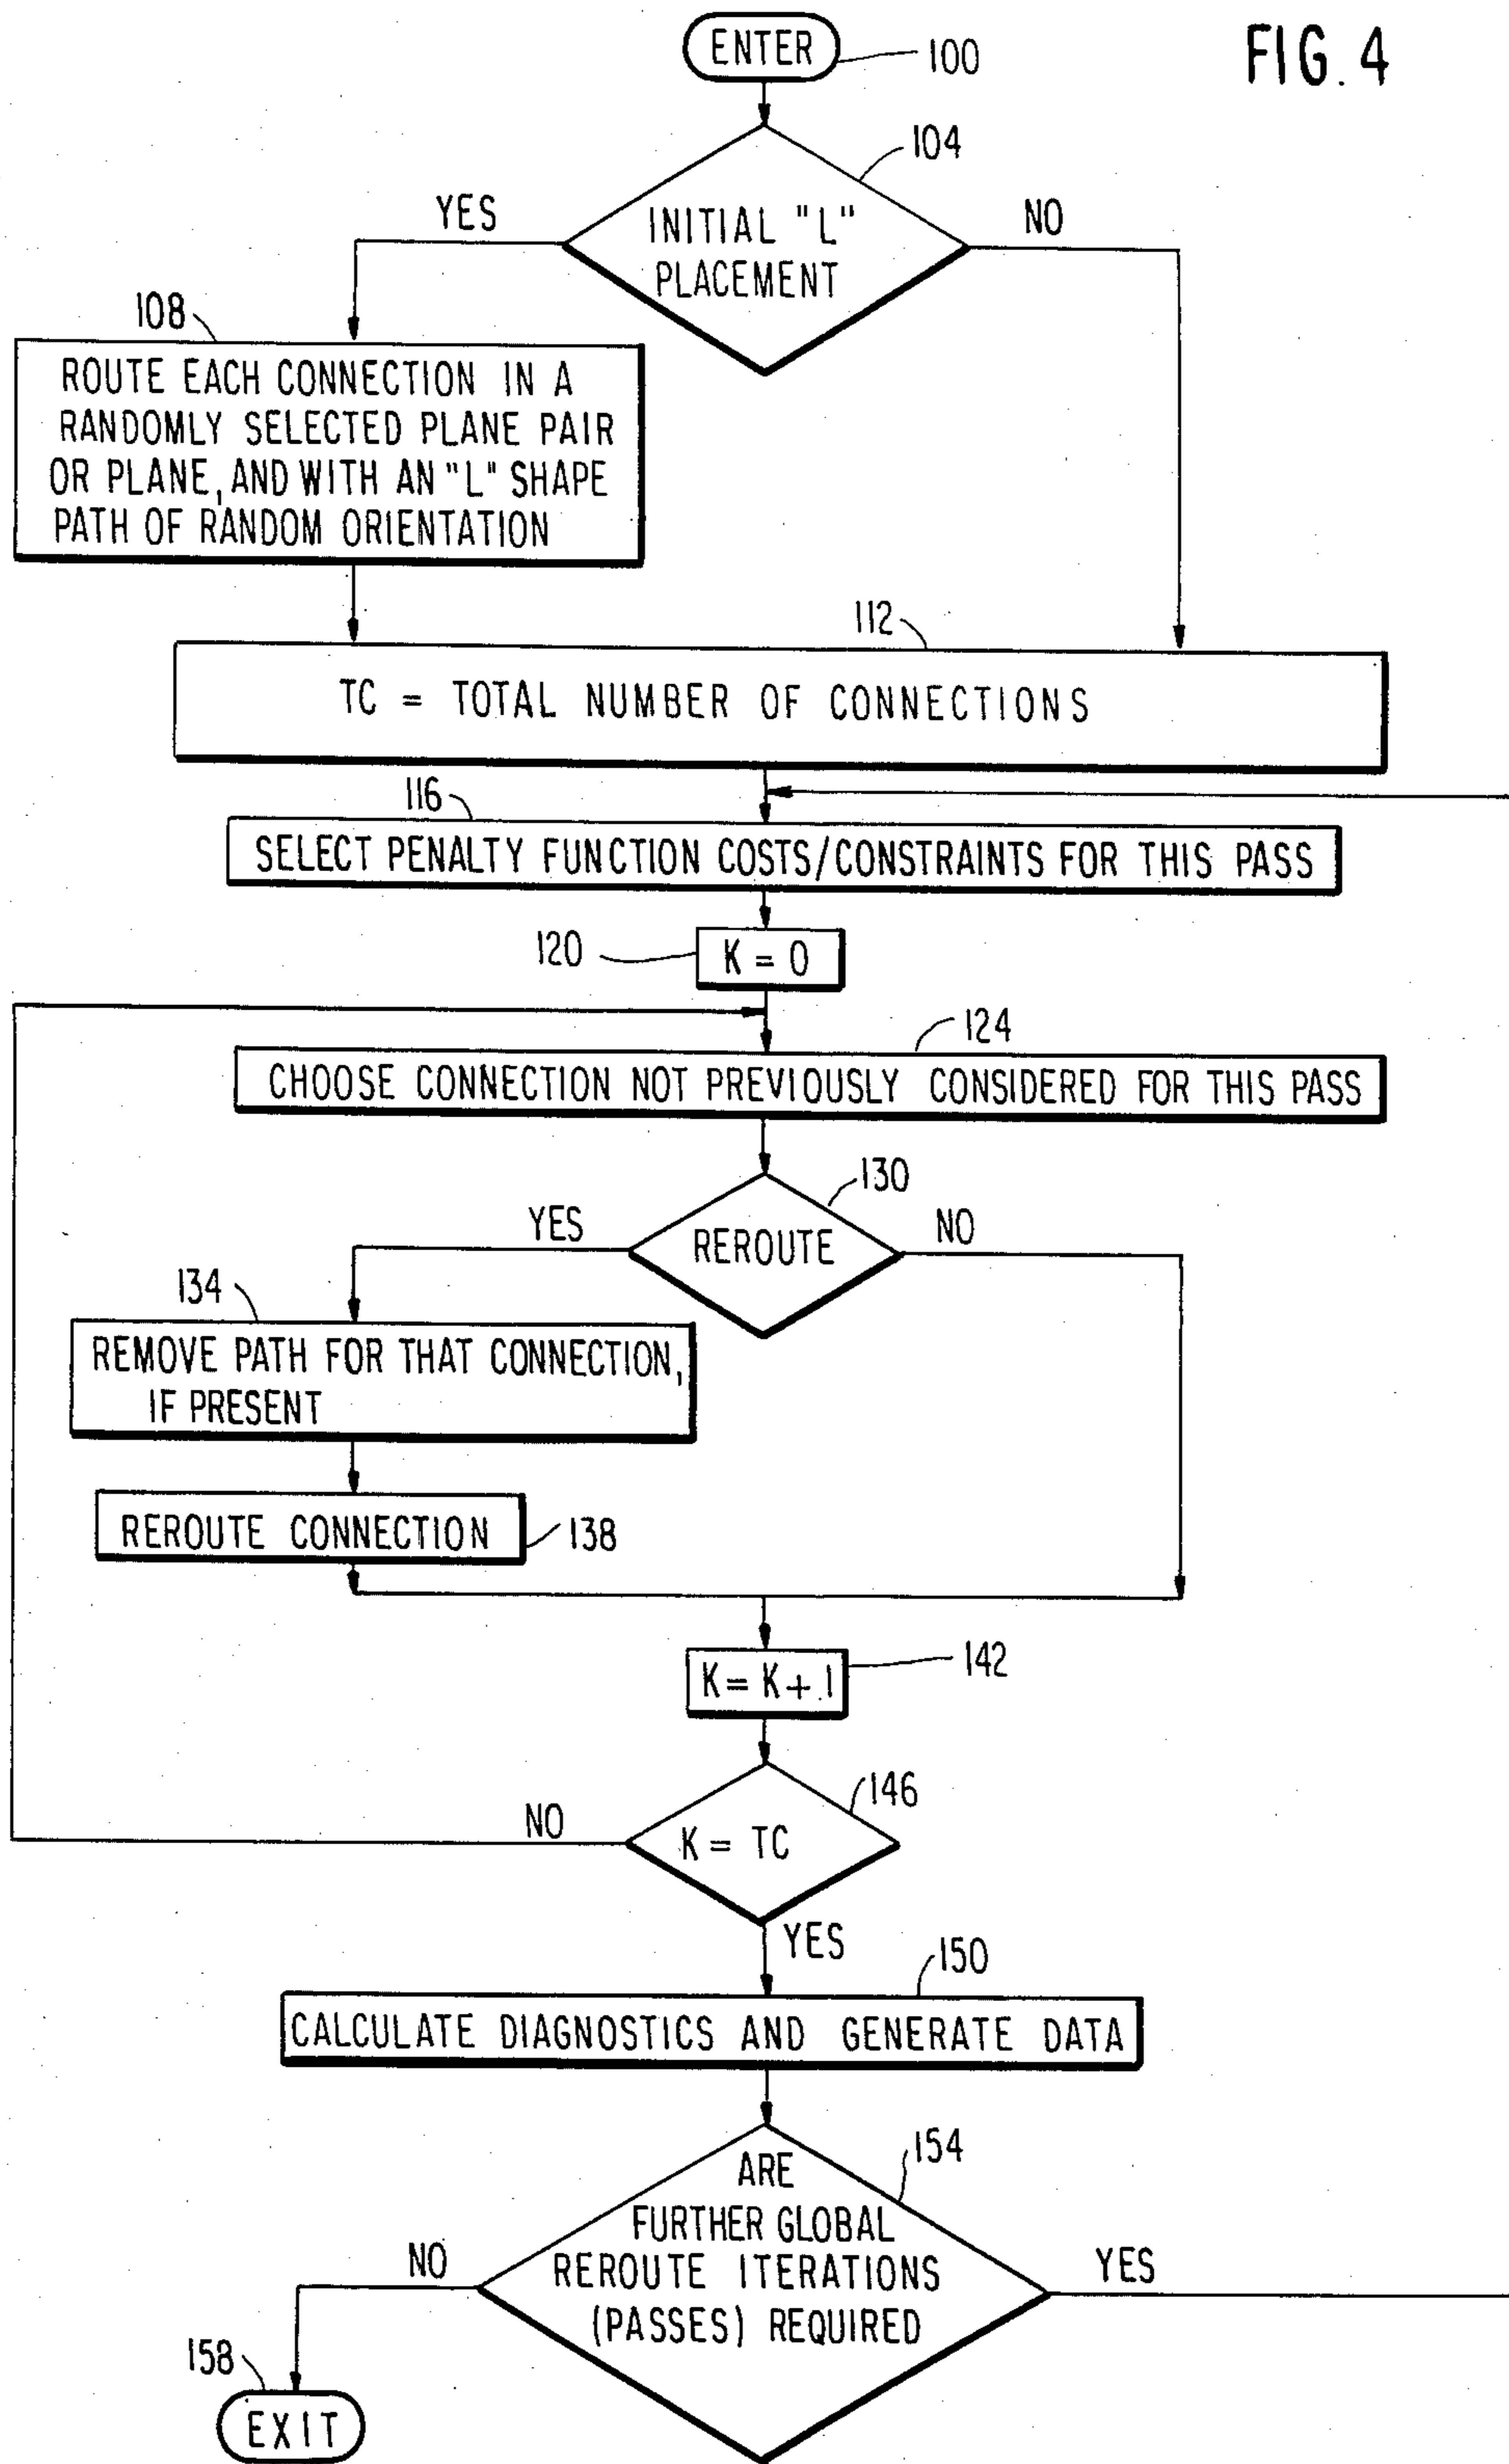 FIG. 4
ENTER
100
104
INITIAL "L"
PLACEMENT
YES
NO
108
ROUTE EACH CONNECTION IN A
RANDOMLY SELECTED PLANE PAIR
OR PLANE, AND WITH AN "L" SHAPE
PATH OF RANDOM ORIENTATION
112
TC = TOTAL NUMBER OF CONNECTIONS
116
SELECT PENALTY FUNCTION COSTS/CONSTRAINTS FOR THIS PASS
120
K = 0
124
CHOOSE CONNECTION NOT PREVIOUSLY CONSIDERED FOR THIS PASS
130
YES
REROUTE
NO
134
REMOVE PATH FOR THAT CONNECTION,
IF PRESENT
REROUTE CONNECTION
138
K = K + 1
142
146
NO
K = TC
YES
150
CALCULATE DIAGNOSTICS AND GENERATE DATA
154
ARE
FURTHER GLOBAL
REROUTE ITERATIONS
(PASSES) REQUIRED
NO
YES
158
EXIT